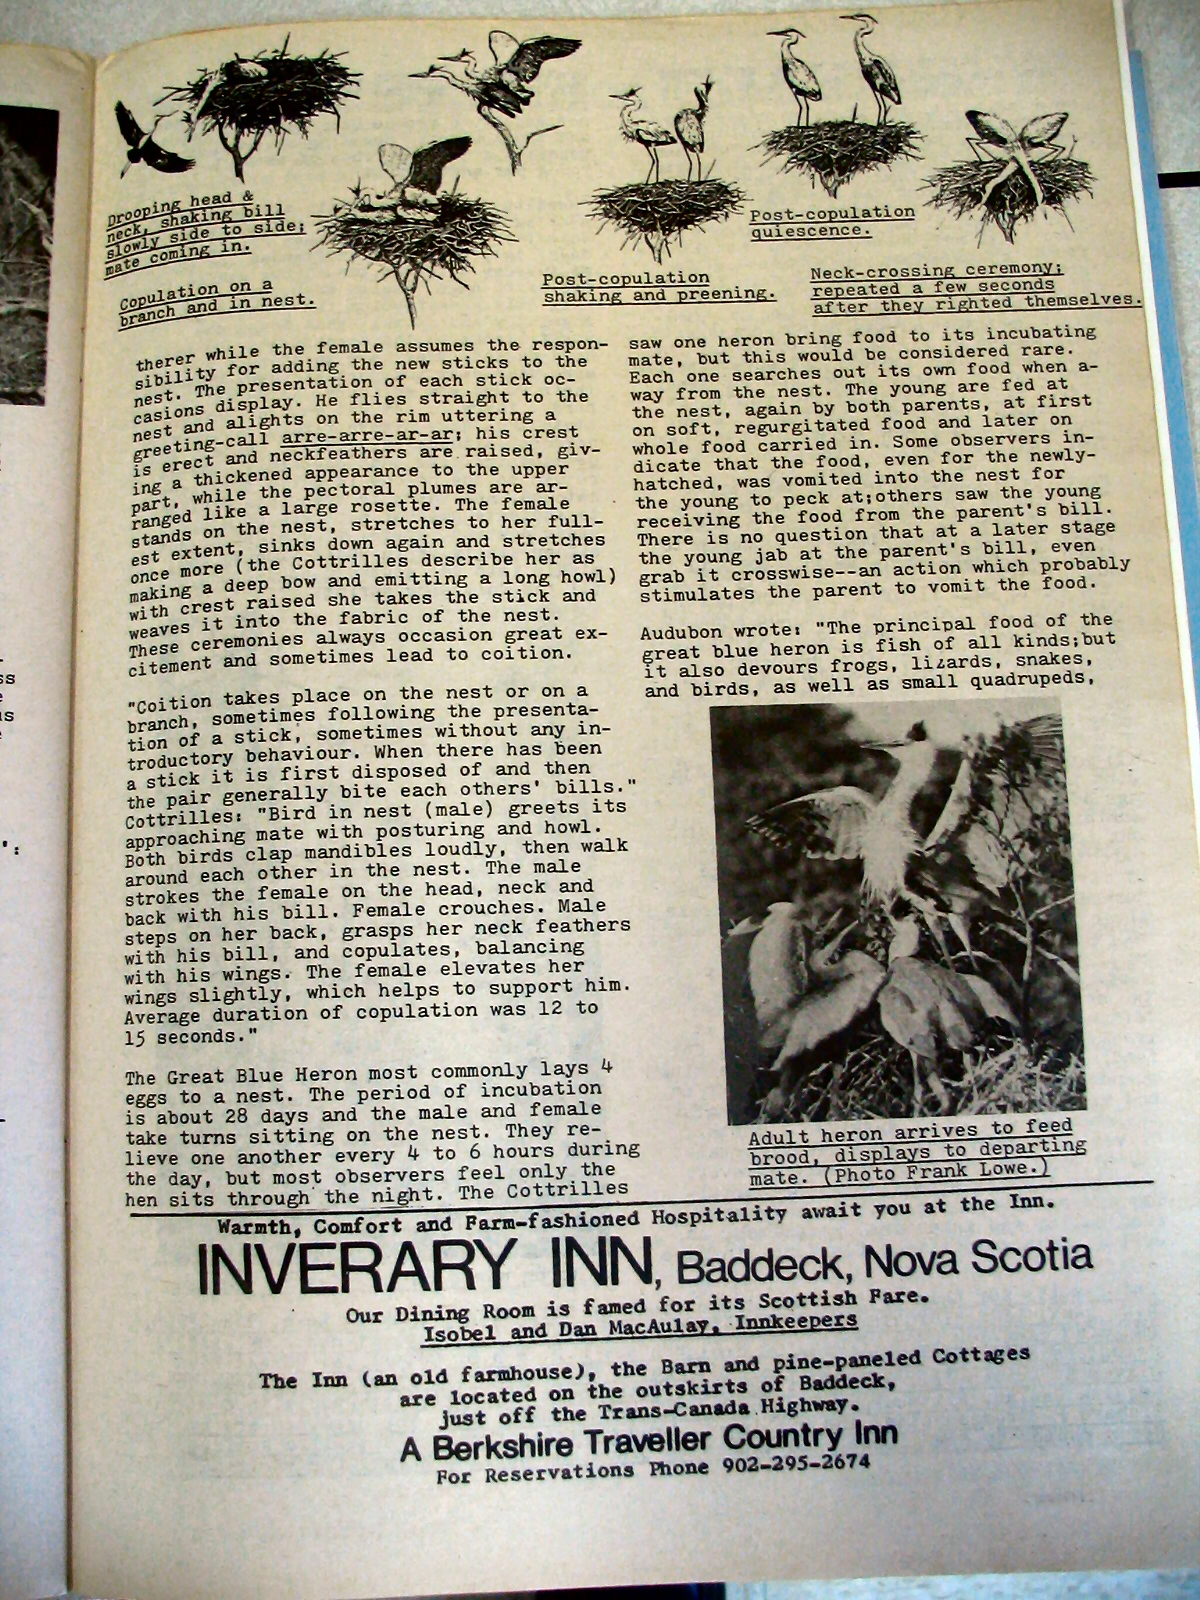 Drooping head &
neck, shaking bill
slowly side to side;
mate coming in.
Copulation on a
branch and in nest.
Post-copulation
shaking and preening.
Post-copulation
quiescence.
Neck-crossing ceremony;
repeated a few seconds
after they righted themselves.
therer while the female assumes the respon-
sibility for adding the new sticks to the
nest. The presentation of each stick oc-
casions display. He flies straight to the
nest and alights on the rim uttering a
greeting-call arre-arre-ar-ar; his crest
is erect and neckfeathers are raised, giv-
ing a thickened appearance to the upper
part, while the pectoral plumes are ar-
ranged like a large rosette. The female
stands on the nest, stretches to her full-
est extent, sinks down again and stretches
once more (the Cottrilles describe her as
making a deep bow and emitting a long howl)
with crest raised she takes the stick and
weaves it into the fabric of the nest.
These ceremonies always occasion great ex-
citement and sometimes lead to coition.
"Coition takes place on the nest or on a
branch, sometimes following the presenta-
tion of a stick, sometimes without any in-
troductory behaviour. When there has been
a stick it is first disposed of and then
the pair generally bite each others' bills."
Cottrilles: "Bird in nest (male) greets its
approaching mate with posturing and howl.
Both birds clap mandibles loudly, then walk
around each other in the nest. The male
strokes the female on the head, neck and
back with his bill. Female crouches. Male
steps on her back, grasps her neck feathers
with his bill, and copulates, balancing
with his wings. The female elevates her
wings slightly, which helps to support him.
Average duration of copulation was 12 to
15 seconds."
The Great Blue Heron most commonly lays 4
eggs to a nest. The period of incubation
is about 28 days and the male and female
take turns sitting on the nest. They re-
lieve one another every 4 to 6 hours during
the day, but most observers feel only the
hen sits through the night. The Cottrilles
saw one heron bring food to its incubating
mate, but this would be considered rare.
Each one searches out its own food when a-
way from the nest. The young are fed at
the nest, again by both parents, at first
on soft, regurgitated food and later on
whole food carried in. Some observers in-
dicate that the food, even for the newly-
hatched, was vomited into the nest for
the young to peck at;others saw the young
receiving the food from the parent's bill.
There is no question that at a later stage
the young jab at the parent's bill, even
grab it crosswise--an action which probably
stimulates the parent to vomit the food.
Audubon wrote: "The principal food of the
great blue heron is fish of all kinds;but
it also devours frogs, lizards, snakes,
and birds, as well as small quadrupeds,
Adult heron arrives to feed
brood, displays to departing
mate. (Photo Frank Lowe.)
Warmth, Comfort and Farm-fashioned Hospitality await you at the Inn.
INVERARY INN, Baddeck, Nova Scotia
Our Dining Room is famed for its Scottish Fare.
Isobel and Dan MacAulay, Innkeepers
The Inn (an old farmhouse), the Barn and pine-paneled Cottages
are located on the outskirts of Baddeck,
just off the Trans-Canada Highway.
A Berkshire Traveller Country Inn
For Reservations Phone 902-295-2674